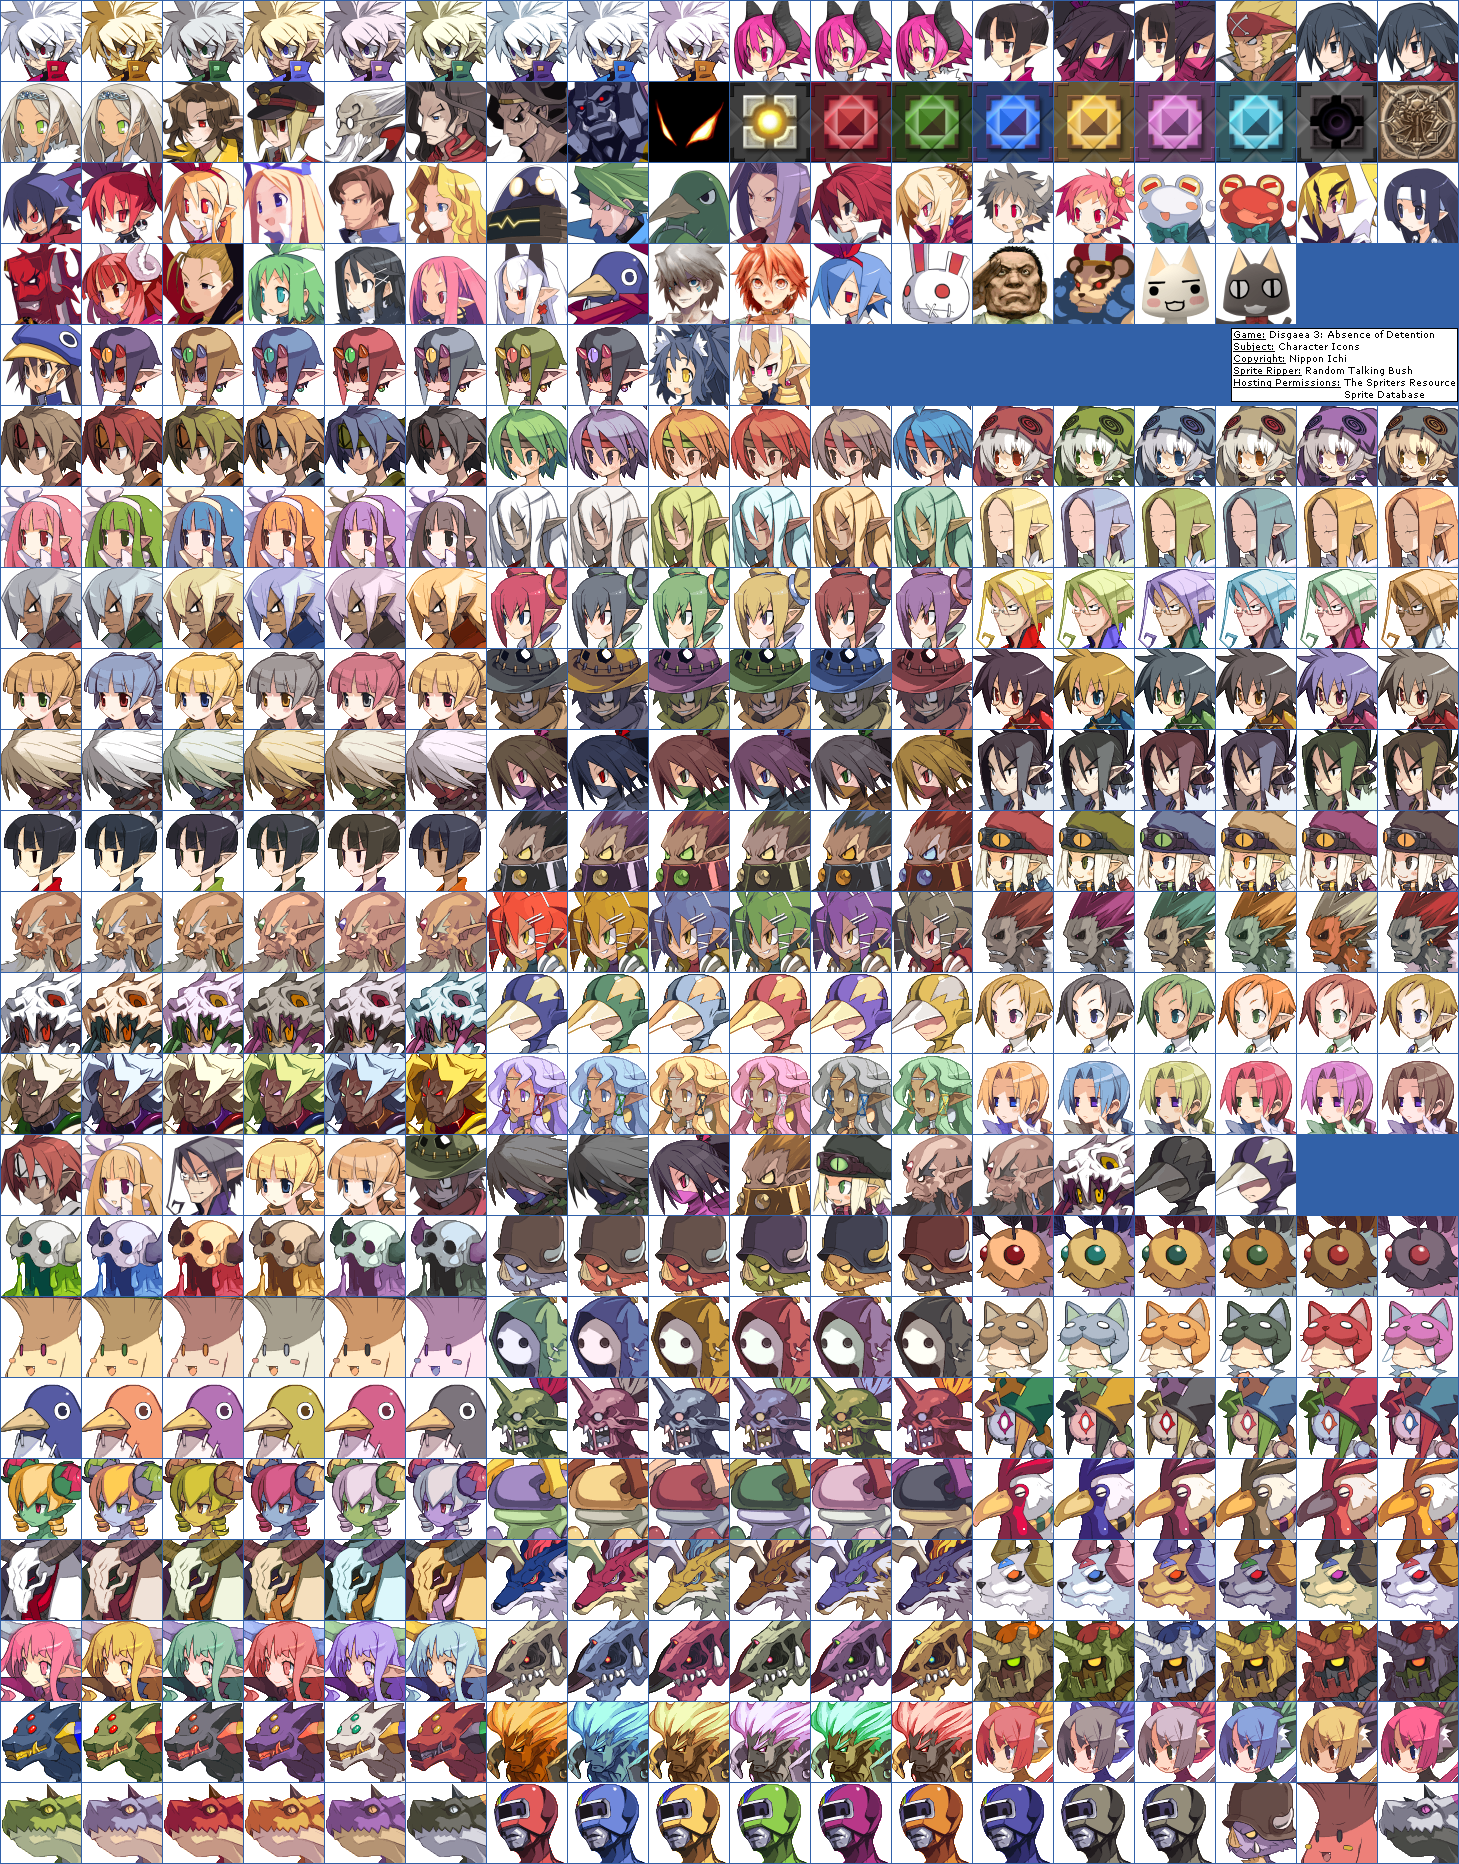 Game: Disgaea 3: Absence of Detention
Subject: Character Icons
Copyright: Nippon Ichi
Sprite Ripper: Random Talking Bush
Hosting Permissions: The Spriters Resource
Sprite Database